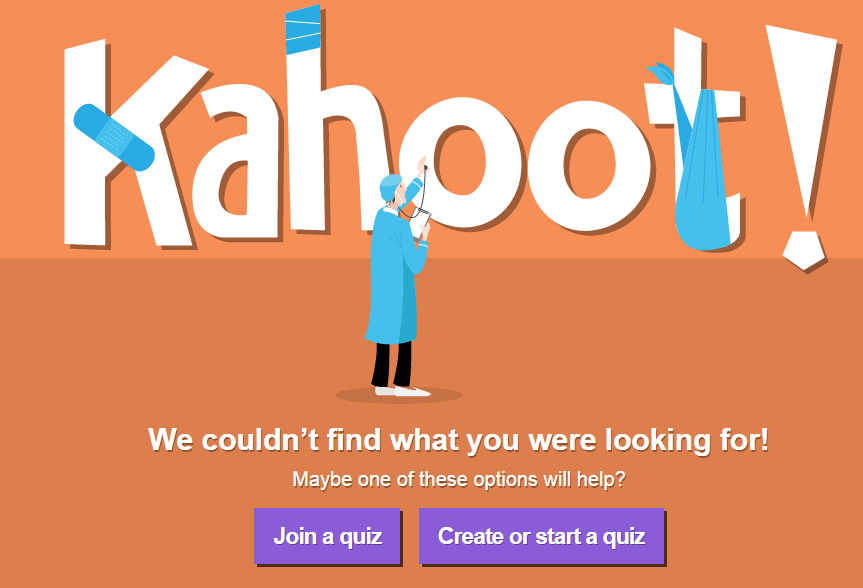 Kahoot!
We couldn’t find what you were looking for!
Maybe one of these options will help?
Join a quiz
Create or start a quiz